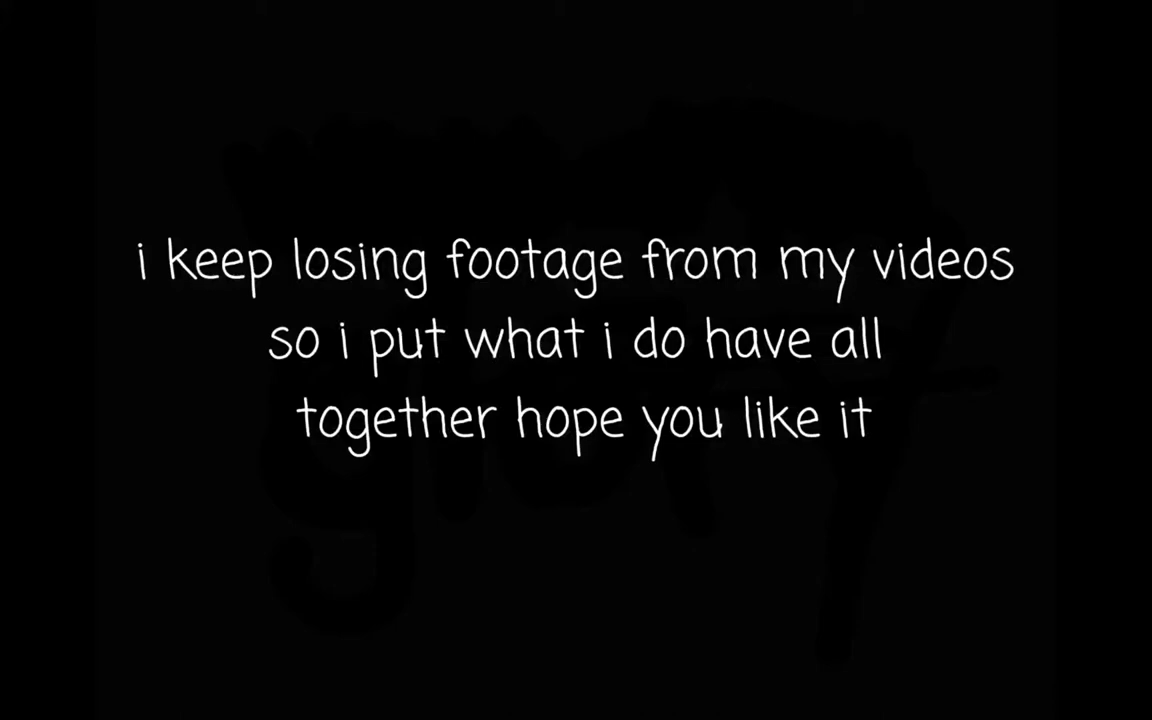 i keep losing footage from my videos
so i put what i do have all
together hope you like it